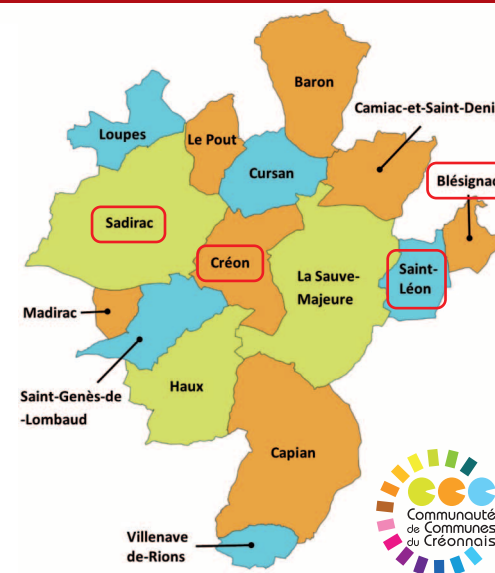 Baron
Camiac-et-Saint-Deni
Loupes
Le Pout
Cursan
Blésignac
Sadirac
Créon
La Sauve-
Majeure
Saint-
Léon
Madirac
Saint-Genès-de
-Lombaud
Haux
Capian
Villenave
de-Rions
Communauté
de Communes
du Créonnais